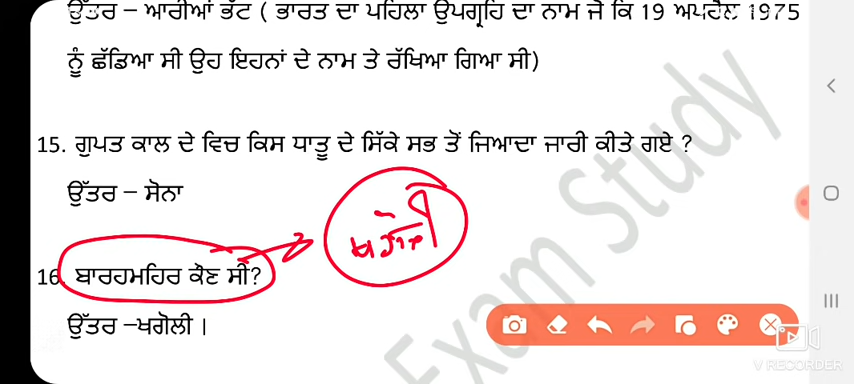 ਉੱਤਰ – ਆਰੀਆਂ ਭੱਟ ( ਭਾਰਤ ਦਾ ਪਹਿਲਾ ਉਪਗ੍ਰਹਿ ਦਾ ਨਾਮ ਜੋ ਕਿ 19 ਅਪਰੈਲ 1975
ਨੂੰ ਛੱਡਿਆ ਸੀ ਉਹ ਇਹਨਾਂ ਦੇ ਨਾਮ ਤੇ ਰੱਖਿਆ ਗਿਆ ਸੀ)
15. ਗੁਪਤ ਕਾਲ ਦੇ ਵਿਚ ਕਿਸ ਧਾਤੂ ਦੇ ਸਿੱਕੇ ਸਭ ਤੋਂ ਜਿਆਦਾ ਜਾਰੀ ਕੀਤੇ ਗਏ ?
ਉੱਤਰ – ਸੋਨਾ
16. ਬਾਰਹਮਹਿਰ ਕੋਣ ਸੀ?
ਉੱਤਰ –ਖਗੋਲੀ ।
Exam Study
V RECORDER